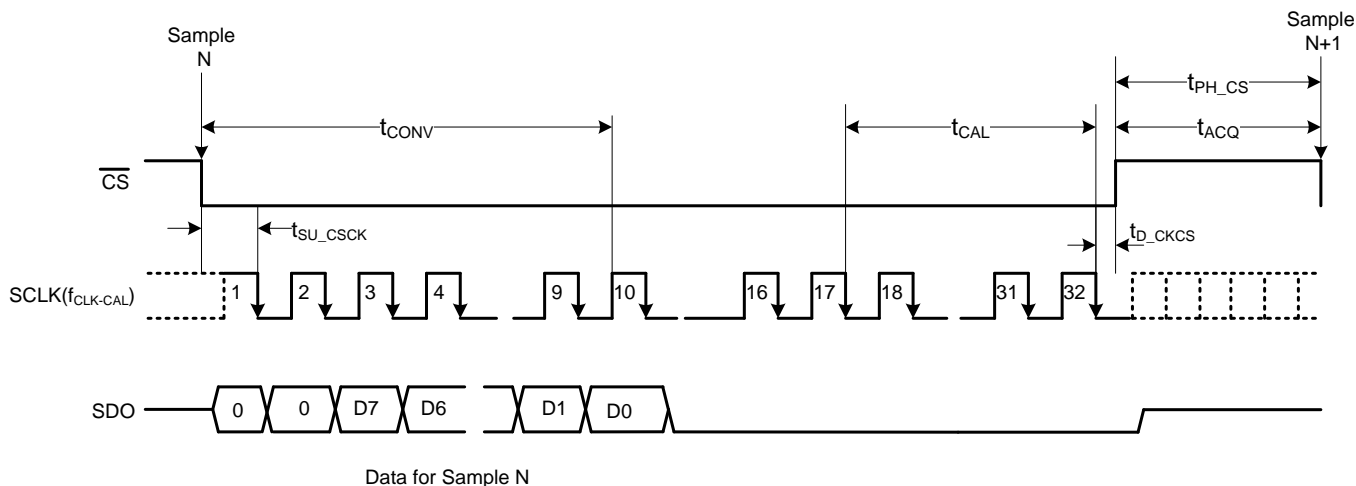 Sample
N
Sample
N+1
tPH_CS
tCONV
tCAL
tACQ
CS
tSU_CSCK
tD_CKCS
SCLK(fCLK-CAL)
1 2 3 4 9 10 16 17 18 31 32
SDO
0 0 D7 D6 D1 D0
Data for Sample N